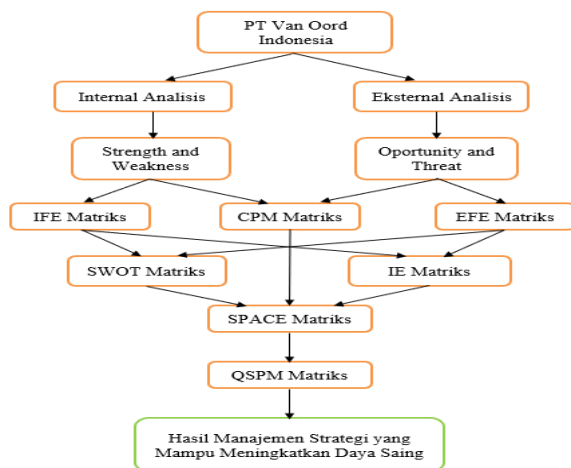 PT Van Oord
Indonesia
Internal Analisis
Eksternal Analisis
Strength and
Weakness
Oportunity and
Threat
IFE Matriks
CPM Matriks
EFE Matriks
SWOT Matriks
IE Matriks
SPACE Matriks
QSPM Matriks
Hasil Manajemen Strategi yang
Mampu Meningkatkan Daya Saing